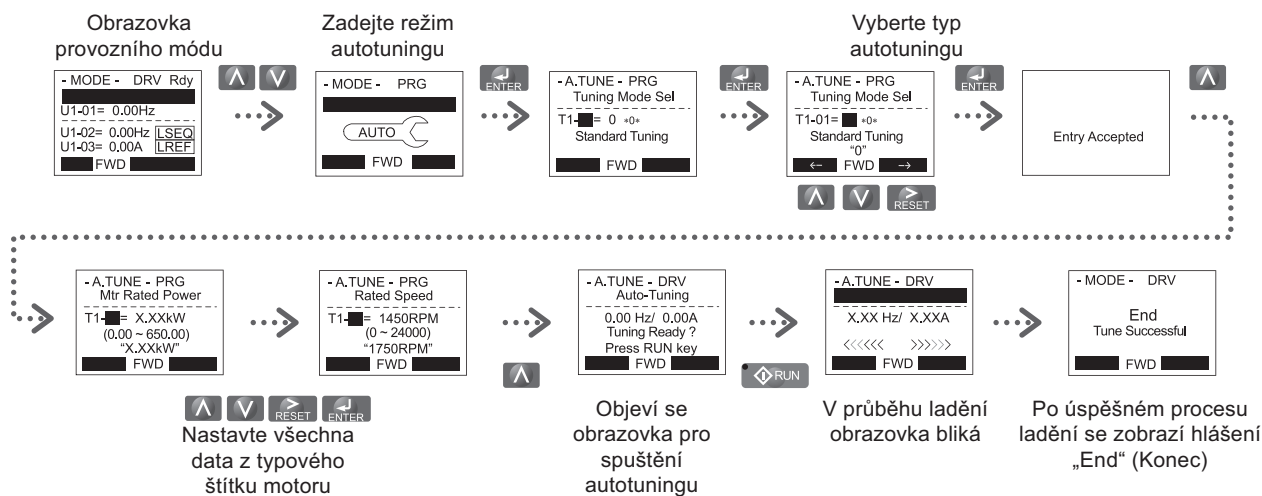 Obrazovka
provozního módu
- MODE -   DRV  Rdy
U1-01=  0.00Hz
U1-02=  0.00Hz  LSEQ
U1-03=  0.00A  LREF
FWD
Zadejte režim
autotuningu
- MODE -   PRG
AUTO
FWD
ENTER
- A.TUNE - PRG
Tuning Mode Sel
T1-   =  0  *0*
Standard Tuning
FWD
ENTER
Vyberte typ
autotuningu
- A.TUNE - PRG
Tuning Mode Sel
T1-01=    *0*
Standard Tuning
“0”
←  FWD  →
> RESET
ENTER
Entry Accepted
- A.TUNE - PRG
Mtr Rated Power
T1-   =  X.XXkW
(0.00 ~ 650.00)
“X.XXkW”
FWD
- A.TUNE - PRG
Rated Speed
T1-   =  1450RPM
(0 ~ 24000)
“1750RPM”
FWD
> RESET
ENTER
Nastavte všechna
data z typového
štítku motoru
- A.TUNE - DRV
Auto-Tuning
0.00 Hz/  0.00A
Tuning Ready ?
Press RUN key
FWD
Objeví se
obrazovka pro
spuštění
autotuningu
RUN
- A.TUNE - DRV
X.XX Hz/  X.XXA
<<<<<<  >>>>>>
FWD
V průběhu ladění
obrazovka bliká
- MODE -   DRV
End
Tune Successful
FWD
Po úspěšném procesu
ladění se zobrazí hlášení
„End“ (Konec)